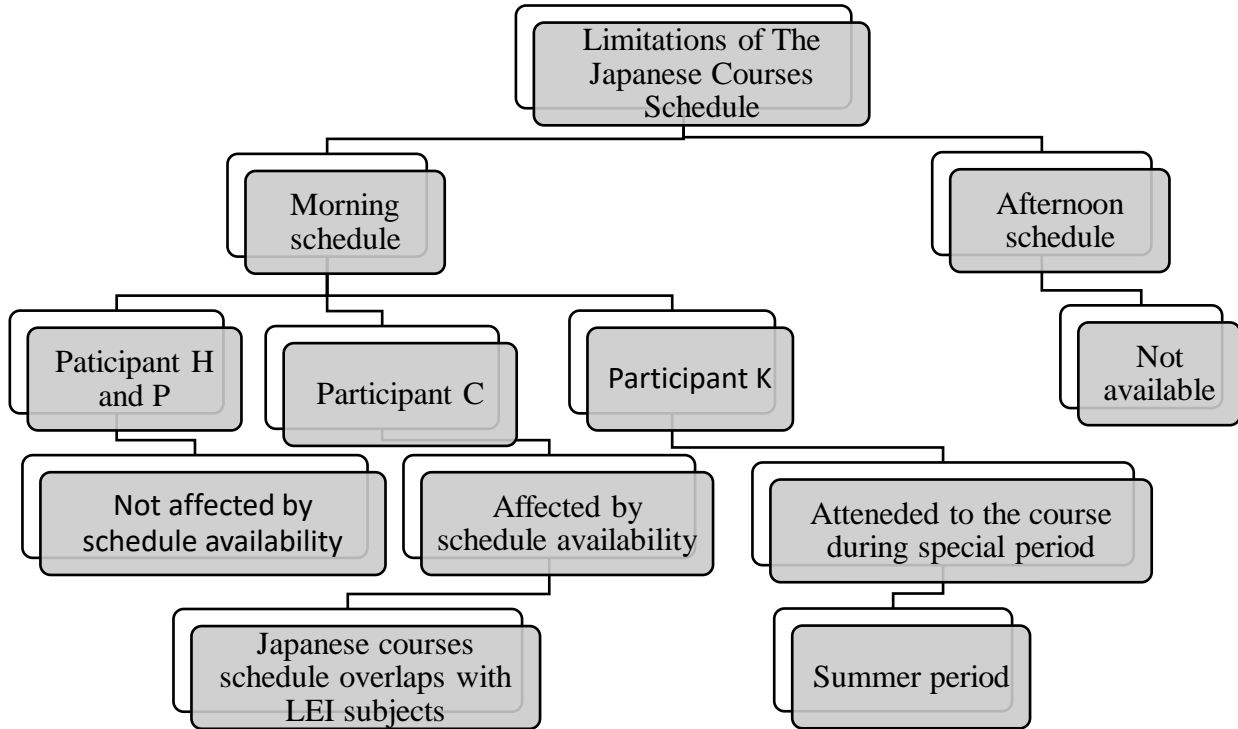 Limitations of The
Japanese Courses
Schedule
Morning
schedule
Afternoon
schedule
Paticipant H
and P
Participant C
Participant K
Not
available
Not affected by
schedule availability
Affected by
schedule availability
Atteneded to the course
during special period
Japanese courses
schedule overlaps with
LEI subjects
Summer period